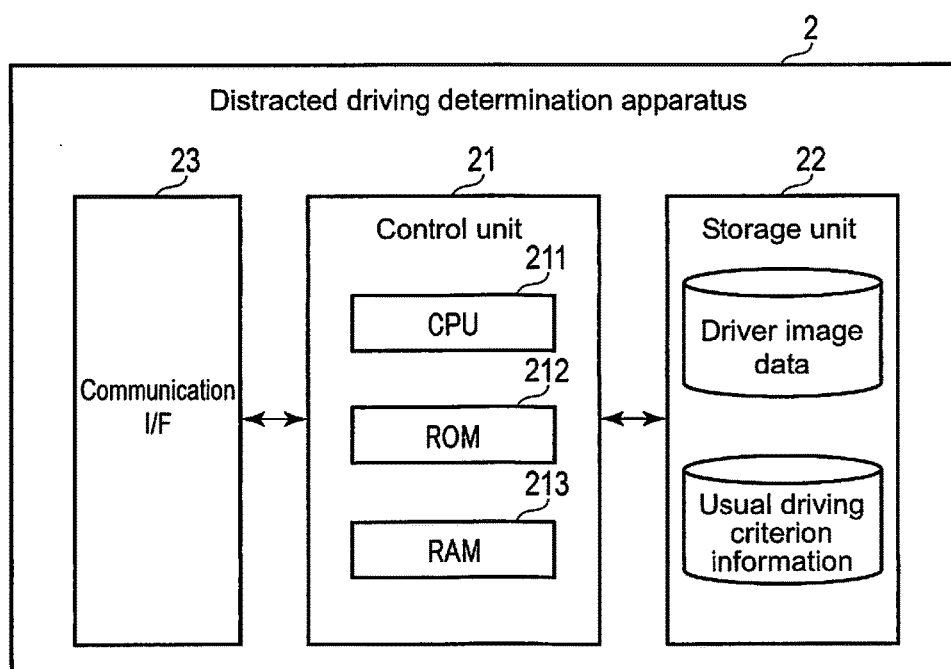 2
Distracted driving determination apparatus
23
21
22
Control unit
Storage unit
211
CPU
Driver image
data
Communication
I/F
212
ROM
213
RAM
Usual driving
criterion
information